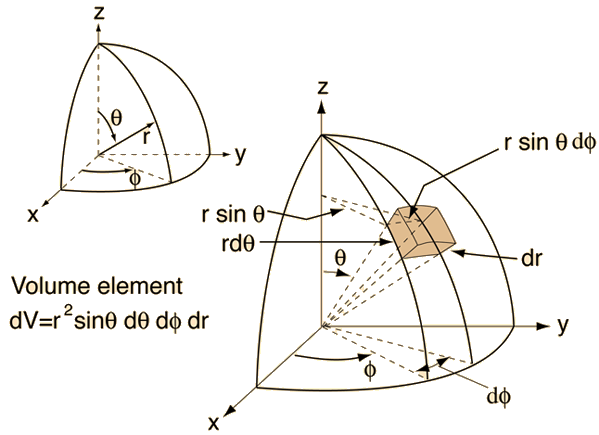 z
θ
r
y
ϕ
x
z
r sin θ dϕ
r sin θ
rdθ
θ
dr
Volume element
dV=r²sinθ dθ dϕ dr
y
ϕ
dϕ
x